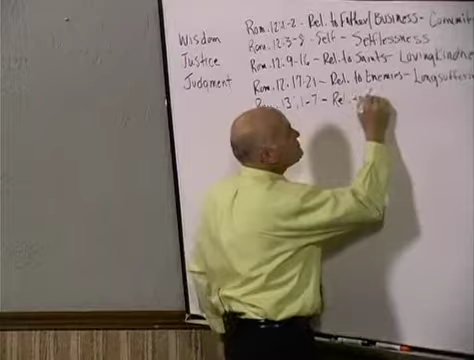 Wisdom
Justice
Judgment
Rom. 12:1-2 - Rel. to Father/Business - Commit
Rom. 12:3-8 - Self - Selflessness
Rom. 12:9-16 - Rel. to Saints - LovingKindne
Rom. 12:17-21 - Rel. to Enemies - Longsuffering
Rom. 13:1-7 - Rel.